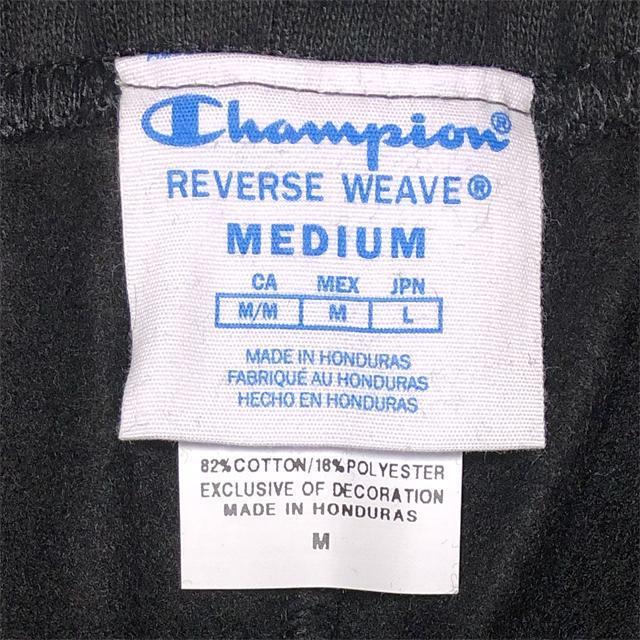 Champion®
REVERSE WEAVE®
MEDIUM
CA MEX JPN
M/M M L
MADE IN HONDURAS
FABRIQUÉ AU HONDURAS
HECHO EN HONDURAS
82%COTTON/18%POLYESTER
EXCLUSIVE OF DECORATION
MADE IN HONDURAS
M